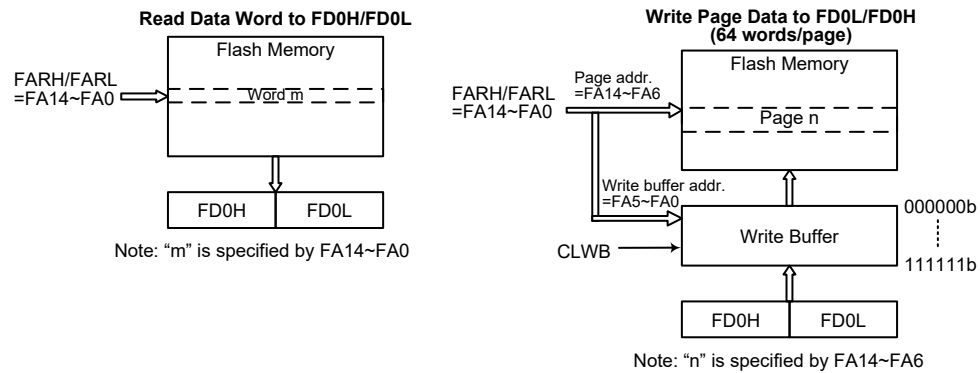 Read Data Word to FD0H/FD0L
Flash Memory
FARH/FARL
=FA14~FA0
Word m
FD0H
FD0L
Note: “m” is specified by FA14~FA0
Write Page Data to FD0L/FD0H
(64 words/page)
Flash Memory
Page addr.
=FA14~FA6
FARH/FARL
=FA14~FA0
Page n
Write buffer addr.
=FA5~FA0
000000b
Write Buffer
CLWB
111111b
FD0H
FD0L
Note: “n” is specified by FA14~FA6